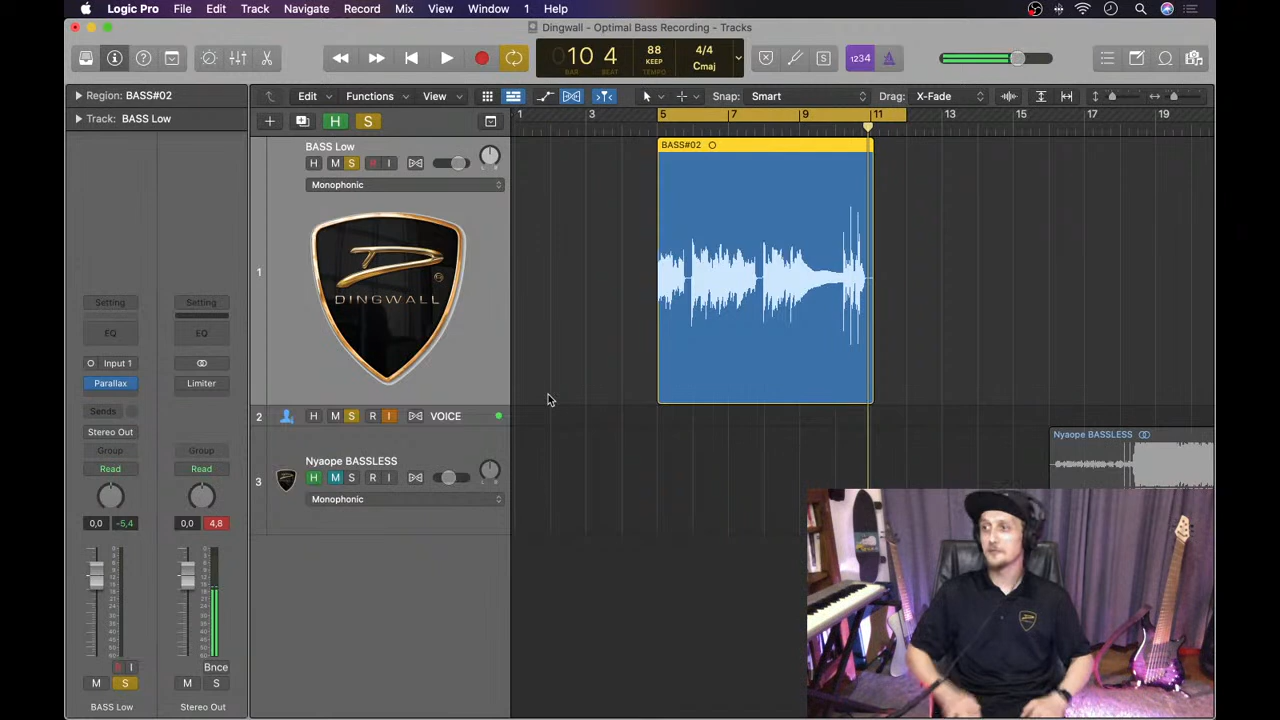 Logic Pro File Edit Track Navigate Record Mix View Window 1 Help
Dingwall - Optimal Bass Recording - Tracks
10 4 88 4/4
KEEP Cmaj
BAR BEAT TEMPO
S 1234
Region: BASS#02
Track: BASS Low
Edit Functions View Snap: Smart Drag: X-Fade
H S
1 3 5 7 9 11 13 15 17 19
BASS Low
H M S R I
Monophonic
BASS#02
1
DINGWALL
2 H M S R I VOICE
Nyaope BASSLESS
3 H M S R I
Monophonic
Nyaope BASSLESS
Setting Setting
EQ EQ
Input 1
Parallax Limiter
Sends
Stereo Out
Group Group
Read Read
0,0 -5,4 0,0 4,8
R I Bnce
M S M S
BASS Low Stereo Out